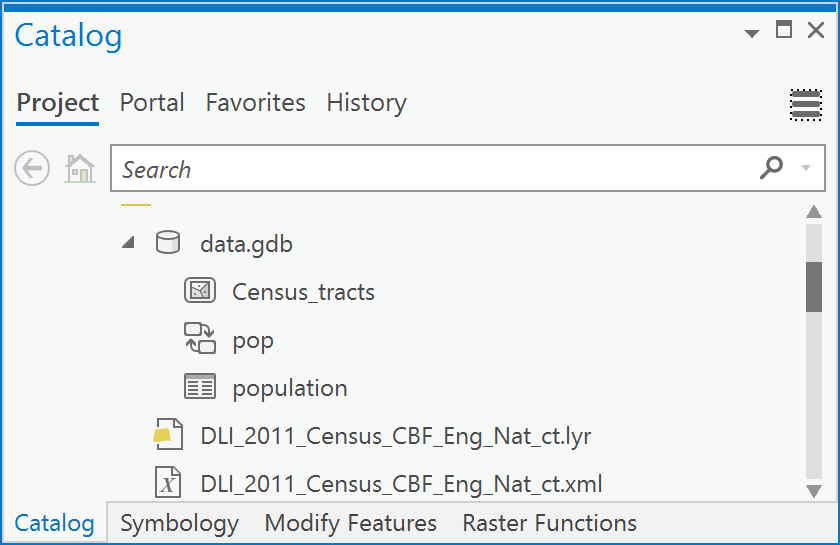 Catalog
Project Portal Favorites History
Search
data.gdb
Census_tracts
pop
population
DLI_2011_Census_CBF_Eng_Nat_ct.lyr
X DLI_2011_Census_CBF_Eng_Nat_ct.xml
Catalog Symbology Modify Features Raster Functions